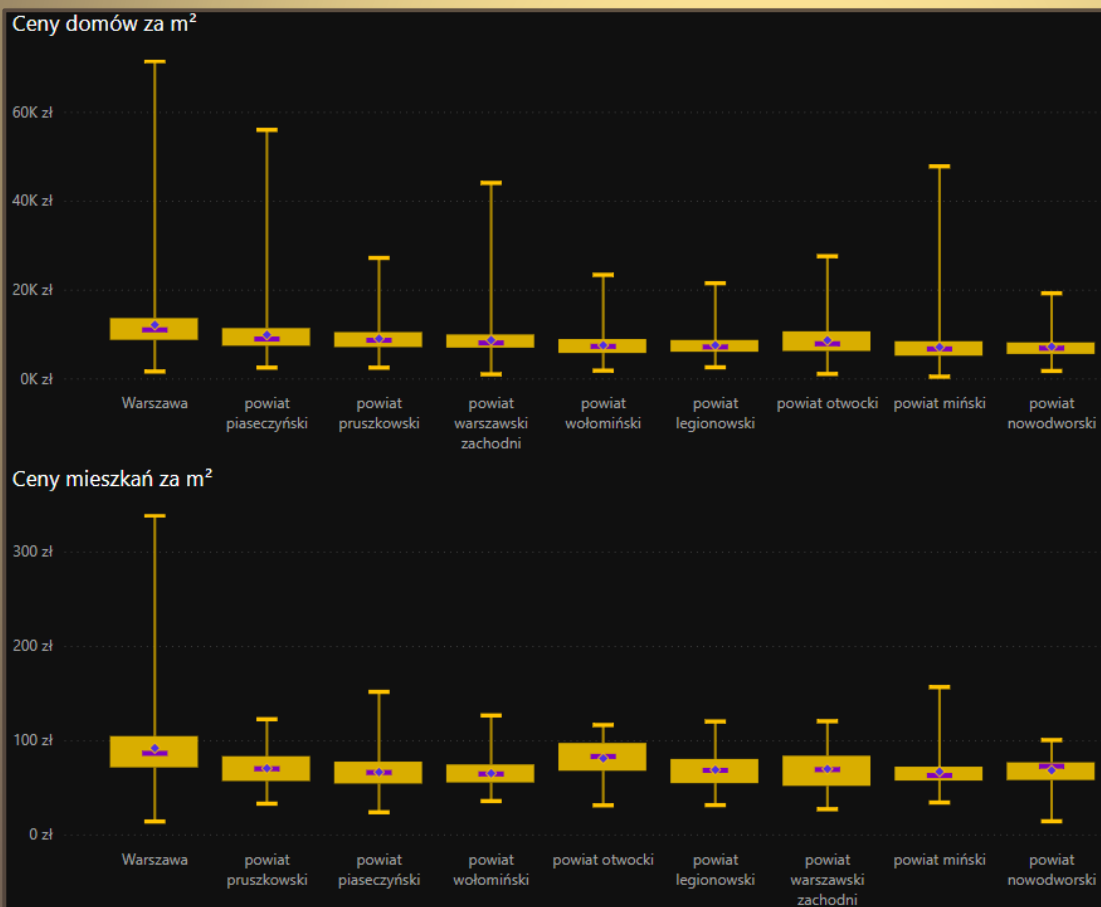 Ceny domów za m²
60K zł
40K zł
20K zł
0K zł
Warszawa
powiat piaseczyński
powiat pruszkowski
powiat warszawski zachodni
powiat wołomiński
powiat legionowski
powiat otwocki
powiat miński
powiat nowodworski
Ceny mieszkań za m²
300 zł
200 zł
100 zł
0 zł
Warszawa
powiat pruszkowski
powiat piaseczyński
powiat wołomiński
powiat otwocki
powiat legionowski
powiat warszawski zachodni
powiat miński
powiat nowodworski